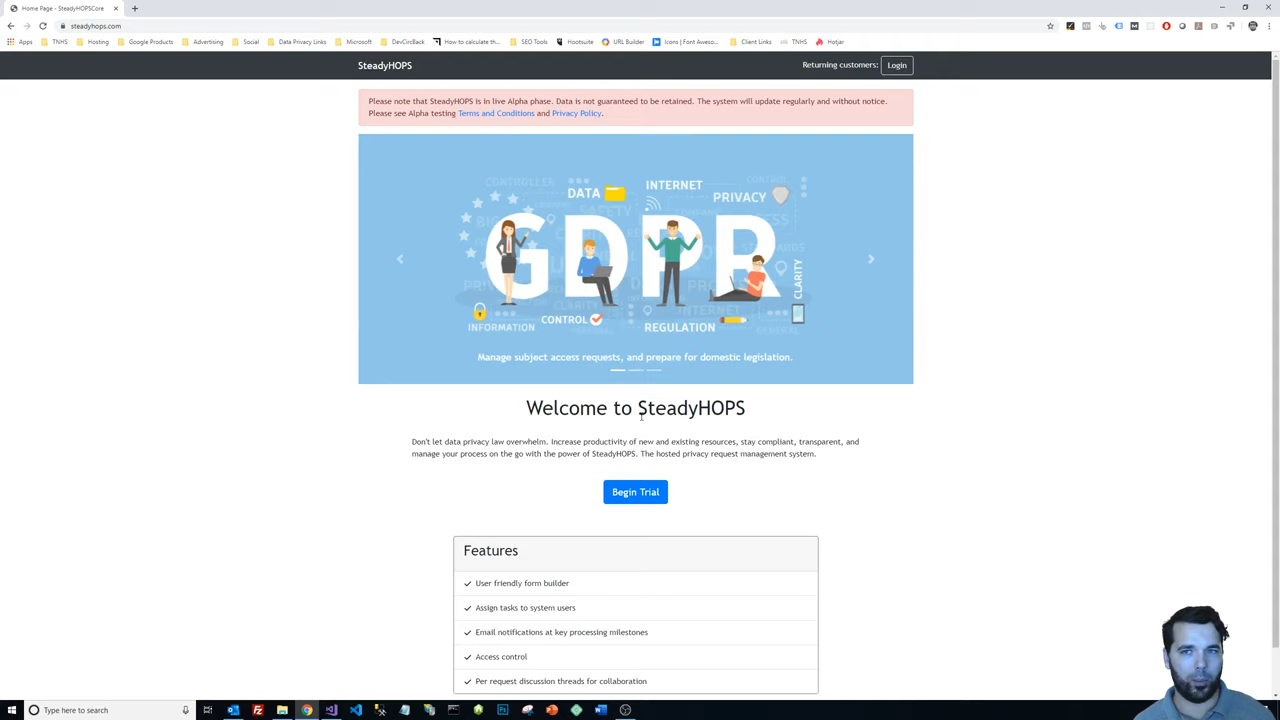 Home Page - SteadyHOPSCore
steadyhops.com
Apps TNHS Hosting Google Products Advertising Social Data Privacy Links Microsoft DevCircBack How to calculate th... SEO Tools Hootsuite URL Builder Icons | Font Aweso... Client Links TNHS Hotjar
SteadyHOPS
Returning customers: Login
Please note that SteadyHOPS is in live Alpha phase. Data is not guaranteed to be retained. The system will update regularly and without notice.
Please see Alpha testing Terms and Conditions and Privacy Policy.
CONTROLLER
DATA
INTERNET
CONTROL
PRIVACY
SAFETY
GDPR
CLARITY
INFORMATION
CONTROL
REGULATION
INTERNET
Manage subject access requests, and prepare for domestic legislation.
Welcome to SteadyHOPS
Don't let data privacy law overwhelm. Increase productivity of new and existing resources, stay compliant, transparent, and
manage your process on the go with the power of SteadyHOPS. The hosted privacy request management system.
Begin Trial
Features
User friendly form builder
Assign tasks to system users
Email notifications at key processing milestones
Access control
Per request discussion threads for collaboration
Type here to search